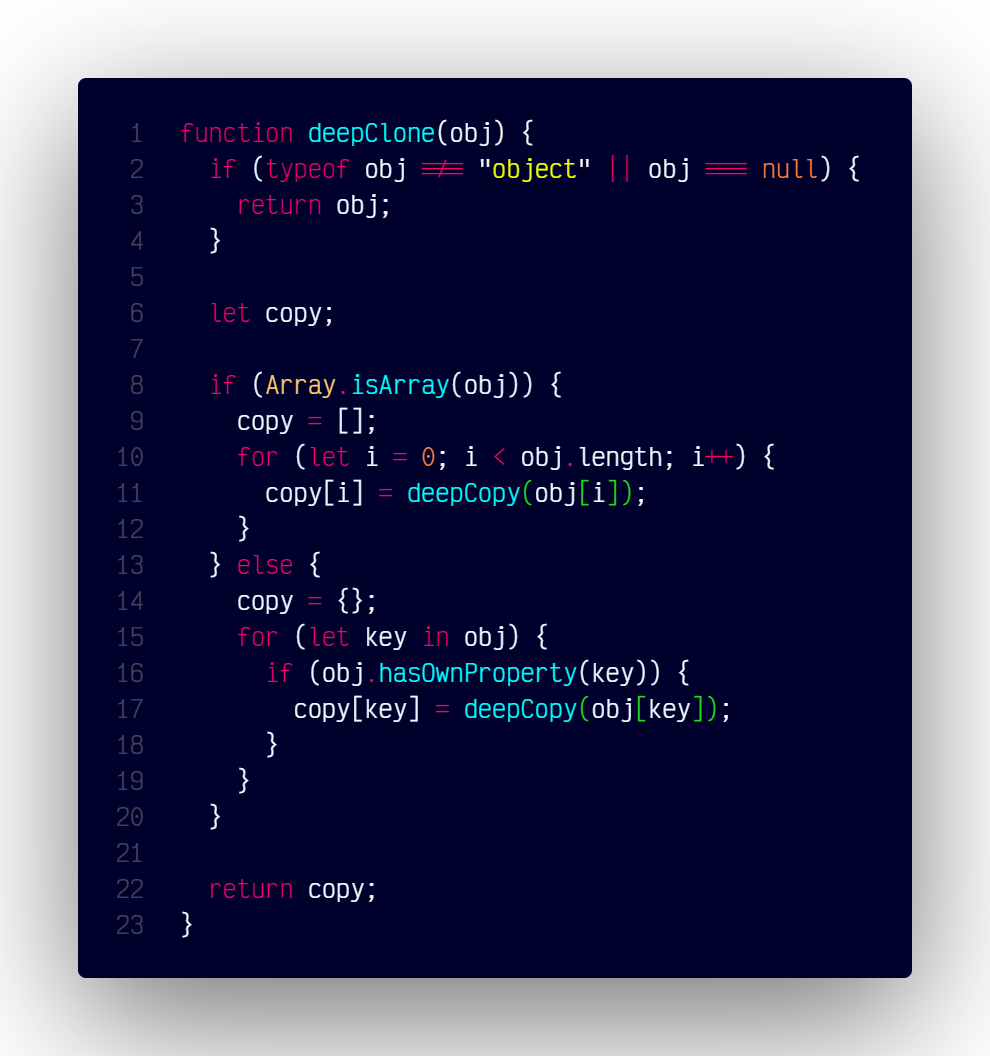 1 function deepClone(obj) {
2 if (typeof obj !== "object" || obj === null) {
3 return obj;
4 }
5
6 let copy;
7
8 if (Array.isArray(obj)) {
9 copy = [];
10 for (let i = 0; i < obj.length; i++) {
11 copy[i] = deepCopy(obj[i]);
12 }
13 } else {
14 copy = {};
15 for (let key in obj) {
16 if (obj.hasOwnProperty(key)) {
17 copy[key] = deepCopy(obj[key]);
18 }
19 }
20 }
21
22 return copy;
23 }